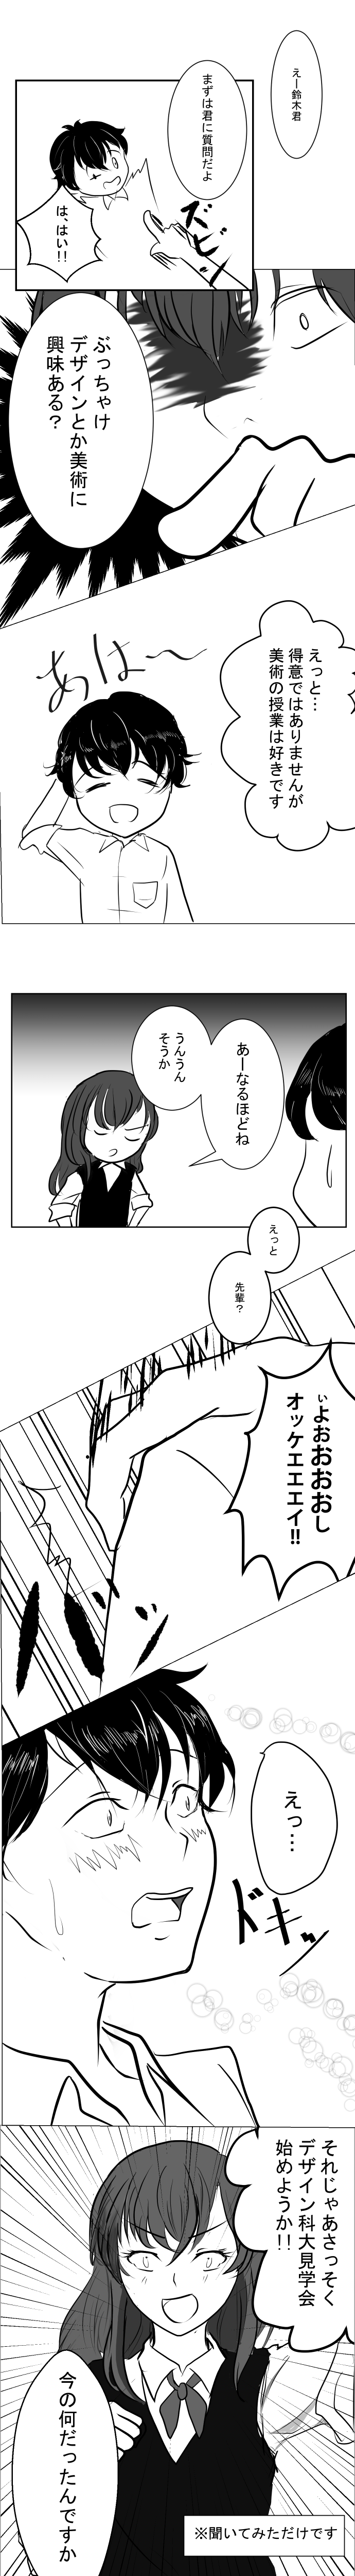 えー鈴木君
まずは君に質問だよ
ズビシッ
は、はい!!
ぶっちゃけ
デザインとか美術に
興味ある?
えっと…
得意ではありませんが
美術の授業は好きです
あは〜
あーなるほどね
うんうん
そうか
えっと
先輩?
ぃよぉおおおし
オッケエエエイ!!
えっ…
ドキッ
それじゃあさっそく
デザイン科大見学会
始めようか!!
今の何だったんですか
※聞いてみただけです